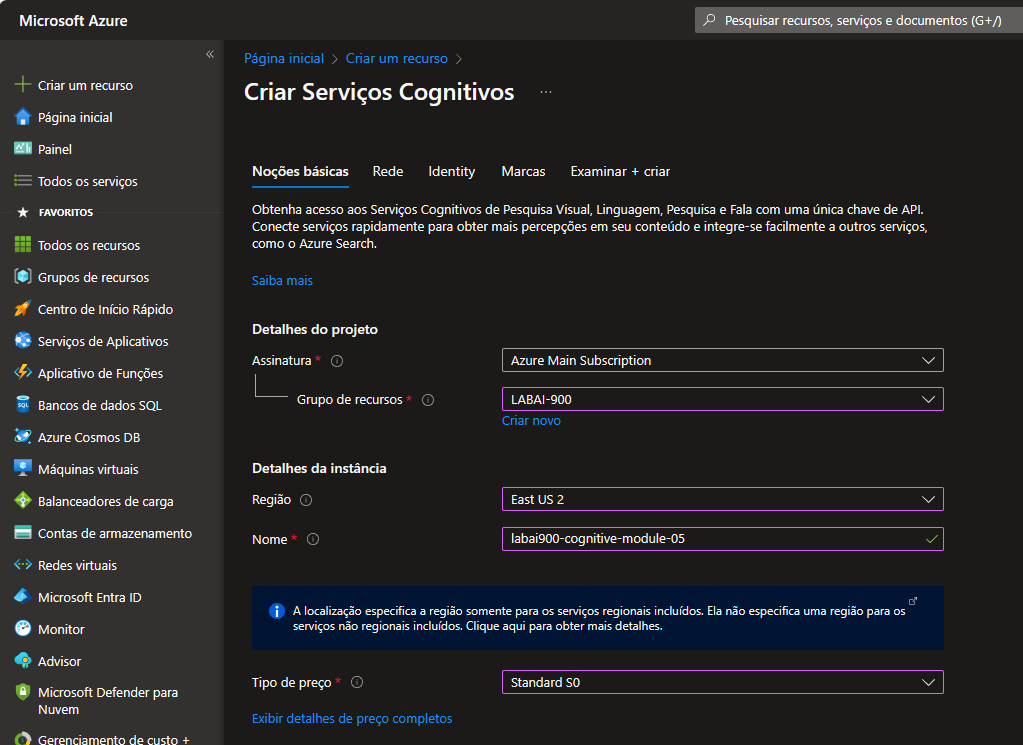 Microsoft Azure
Pesquisar recursos, serviços e documentos (G+/)
«
Criar um recurso
Página inicial
Painel
Todos os serviços
FAVORITOS
Todos os recursos
Grupos de recursos
Centro de Início Rápido
Serviços de Aplicativos
Aplicativo de Funções
Bancos de dados SQL
Azure Cosmos DB
Máquinas virtuais
Balanceadores de carga
Contas de armazenamento
Redes virtuais
Microsoft Entra ID
Monitor
Advisor
Microsoft Defender para
Nuvem
Gerenciamento de custo +
Página inicial > Criar um recurso >
Criar Serviços Cognitivos ...
Noções básicas Rede Identity Marcas Examinar + criar
Obtenha acesso aos Serviços Cognitivos de Pesquisa Visual, Linguagem, Pesquisa e Fala com uma única chave de API.
Conecte serviços rapidamente para obter mais percepções em seu conteúdo e integre-se facilmente a outros serviços,
como o Azure Search.
Saiba mais
Detalhes do projeto
Assinatura * Azure Main Subscription
Grupo de recursos * LABAI-900
Criar novo
Detalhes da instância
Região East US 2
Nome * labai900-cognitive-module-05
A localização especifica a região somente para os serviços regionais incluídos. Ela não especifica uma região para os
serviços não regionais incluídos. Clique aqui para obter mais detalhes.
Tipo de preço * Standard S0
Exibir detalhes de preço completos